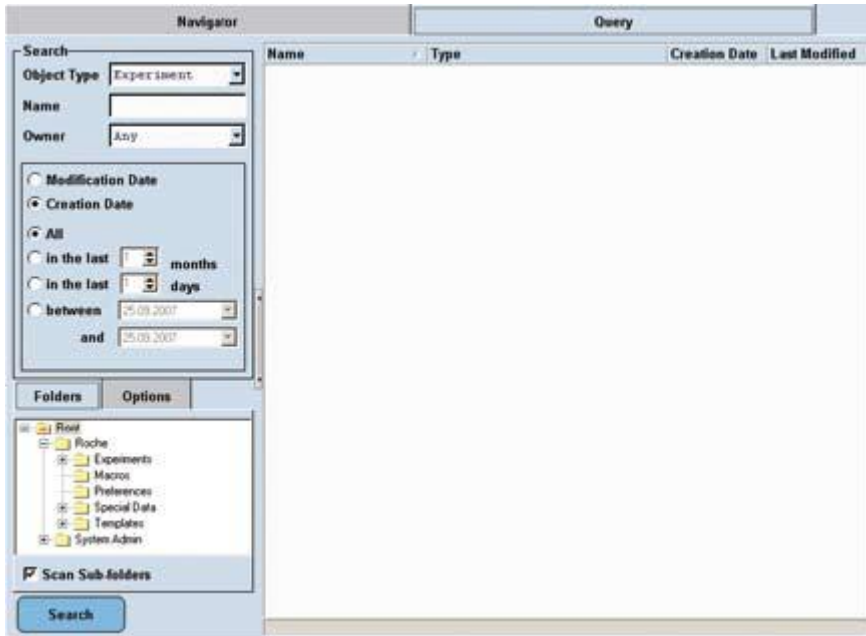 Navigator Query
Search
Object Type Experiment
Name
Owner Any
Modification Date
Creation Date
All
in the last 1 months
in the last 1 days
between 25.09.2007
and 25.09.2007
Folders Options
Root
Roche
Experiments
Macros
Preferences
Special Data
Templates
System Admin
Scan Sub-folders
Search
Name Type Creation Date Last Modified